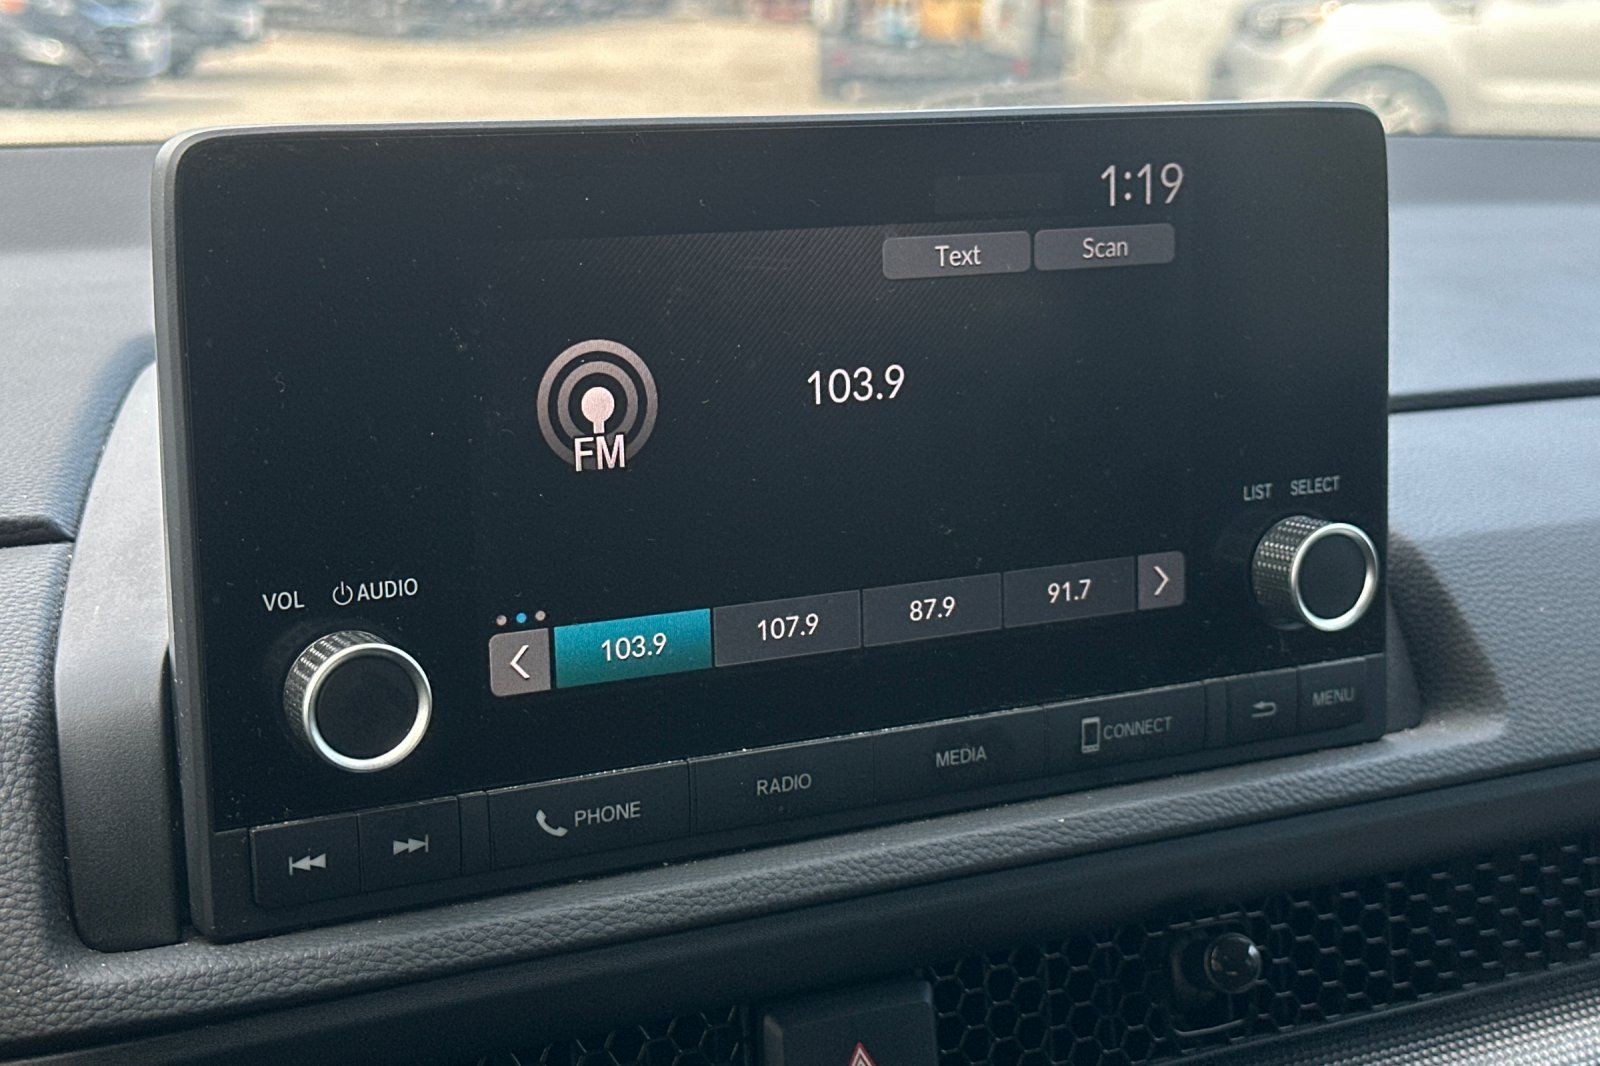 1:19
Text Scan
FM 103.9
LIST SELECT
VOL AUDIO
103.9 107.9 87.9 91.7
PHONE RADIO MEDIA CONNECT MENU